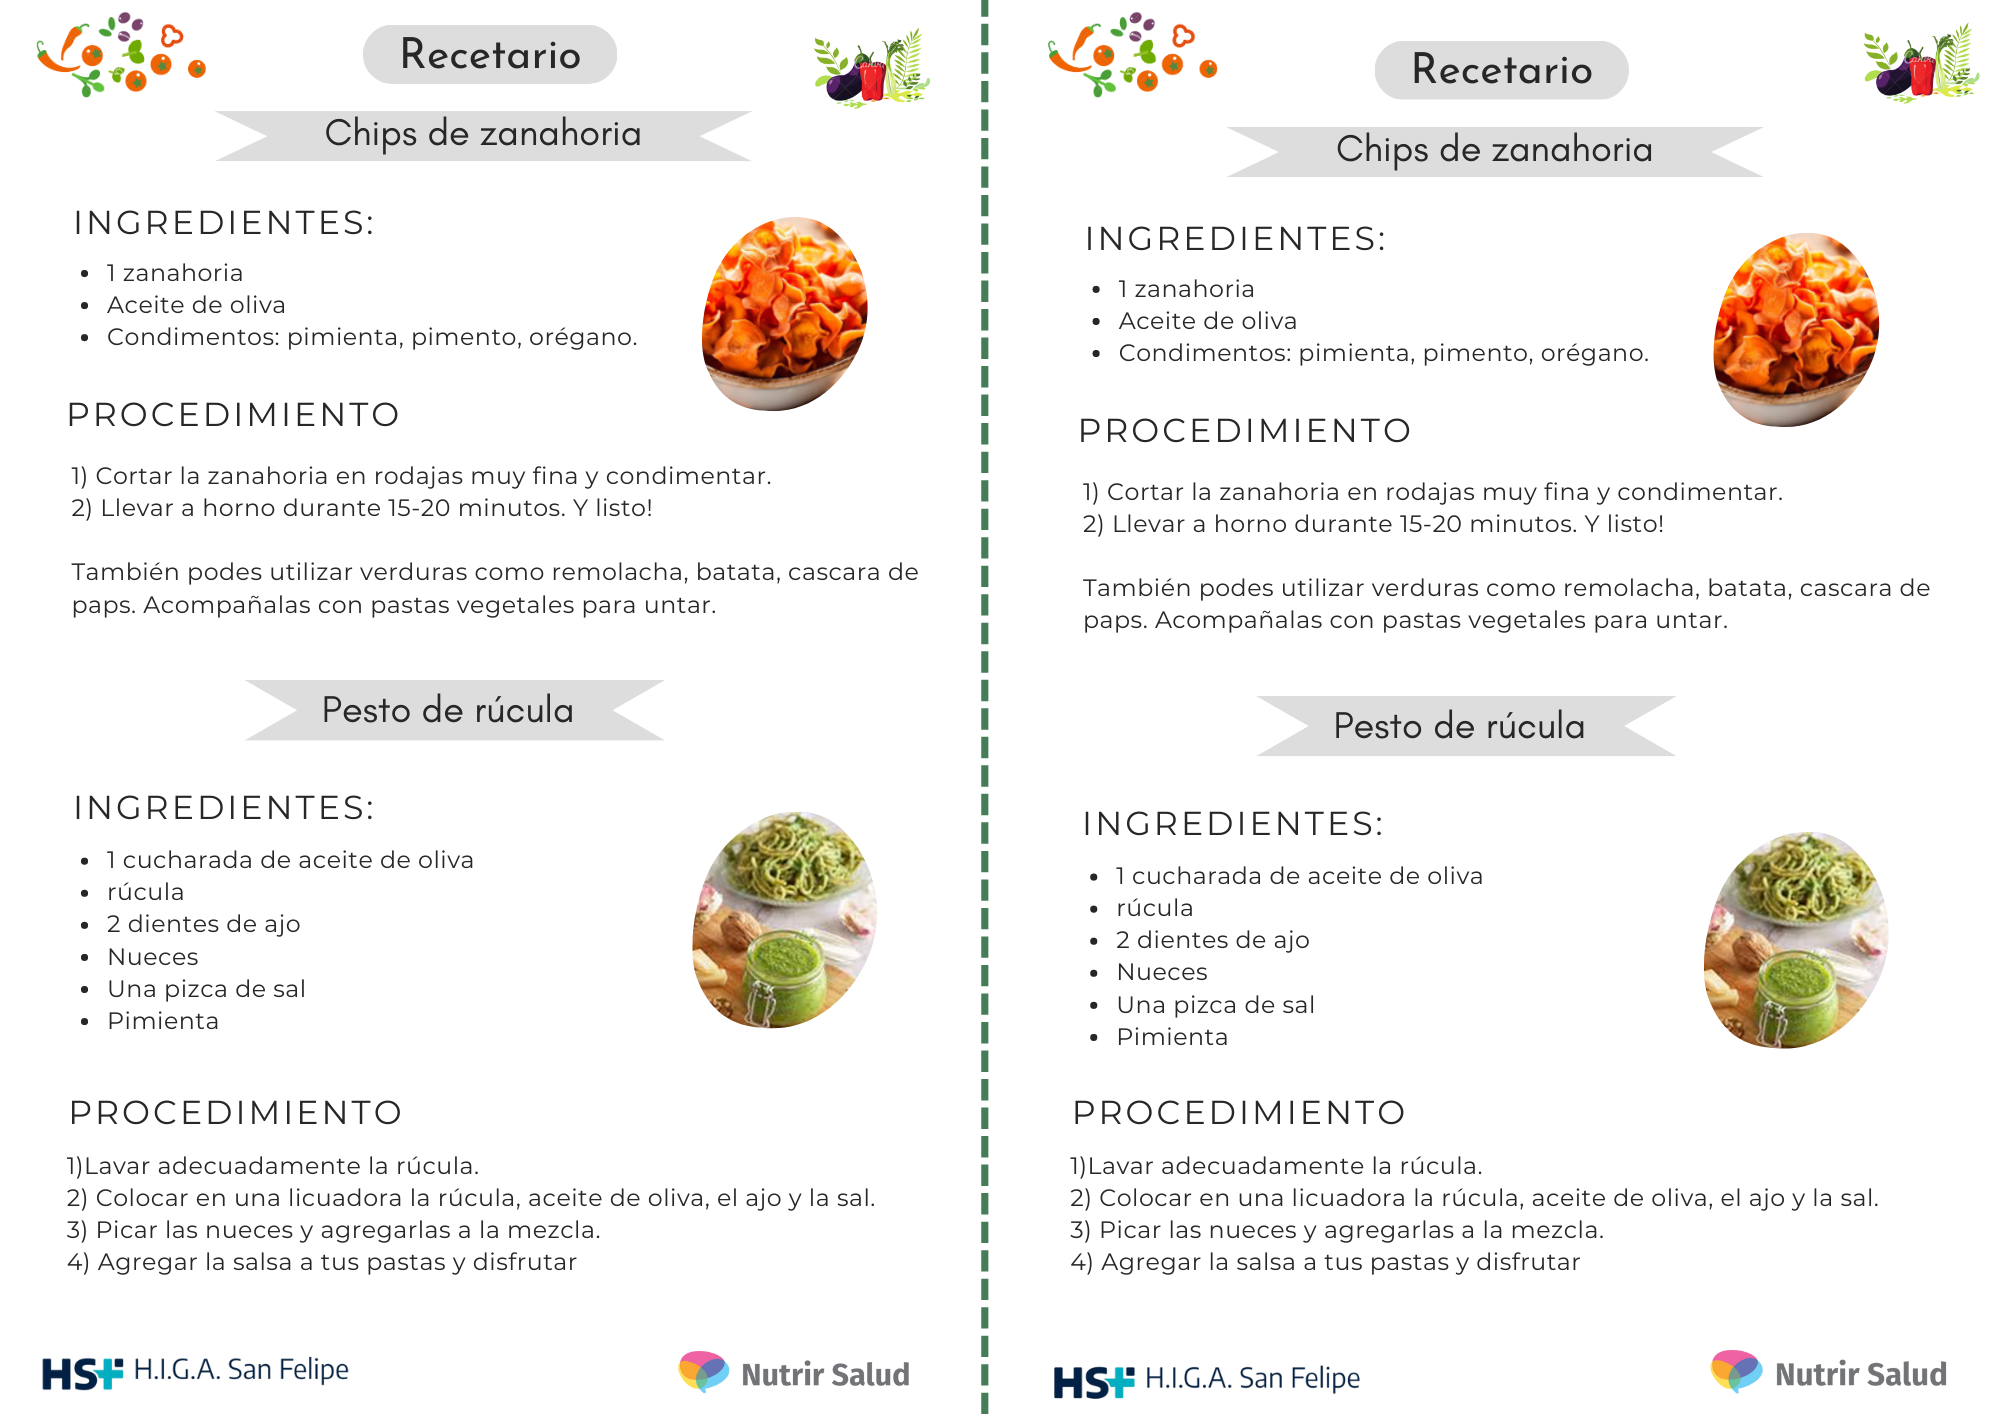 Recetario
Chips de zanahoria
INGREDIENTES:
1 zanahoria
Aceite de oliva
Condimentos: pimienta, pimento, orégano.
PROCEDIMIENTO
1) Cortar la zanahoria en rodajas muy fina y condimentar.
2) Llevar a horno durante 15-20 minutos. Y listo!
También podes utilizar verduras como remolacha, batata, cascara de
paps. Acompañalas con pastas vegetales para untar.
Pesto de rúcula
INGREDIENTES:
1 cucharada de aceite de oliva
rúcula
2 dientes de ajo
Nueces
Una pizca de sal
Pimienta
PROCEDIMIENTO
1)Lavar adecuadamente la rúcula.
2) Colocar en una licuadora la rúcula, aceite de oliva, el ajo y la sal.
3) Picar las nueces y agregarlas a la mezcla.
4) Agregar la salsa a tus pastas y disfrutar
HS H.I.G.A. San Felipe
Nutrir Salud
Recetario
Chips de zanahoria
INGREDIENTES:
1 zanahoria
Aceite de oliva
Condimentos: pimienta, pimento, orégano.
PROCEDIMIENTO
1) Cortar la zanahoria en rodajas muy fina y condimentar.
2) Llevar a horno durante 15-20 minutos. Y listo!
También podes utilizar verduras como remolacha, batata, cascara de
paps. Acompañalas con pastas vegetales para untar.
Pesto de rúcula
INGREDIENTES:
1 cucharada de aceite de oliva
rúcula
2 dientes de ajo
Nueces
Una pizca de sal
Pimienta
PROCEDIMIENTO
1)Lavar adecuadamente la rúcula.
2) Colocar en una licuadora la rúcula, aceite de oliva, el ajo y la sal.
3) Picar las nueces y agregarlas a la mezcla.
4) Agregar la salsa a tus pastas y disfrutar
HS H.I.G.A. San Felipe
Nutrir Salud